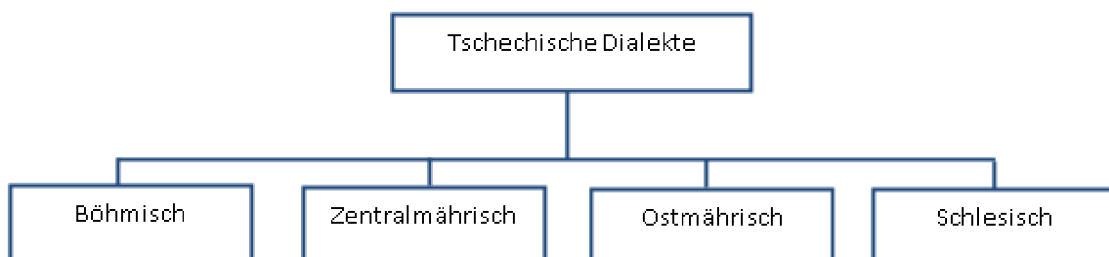 Tschechische Dialekte
Böhmisch
Zentralmährisch
Ostmährisch
Schlesisch